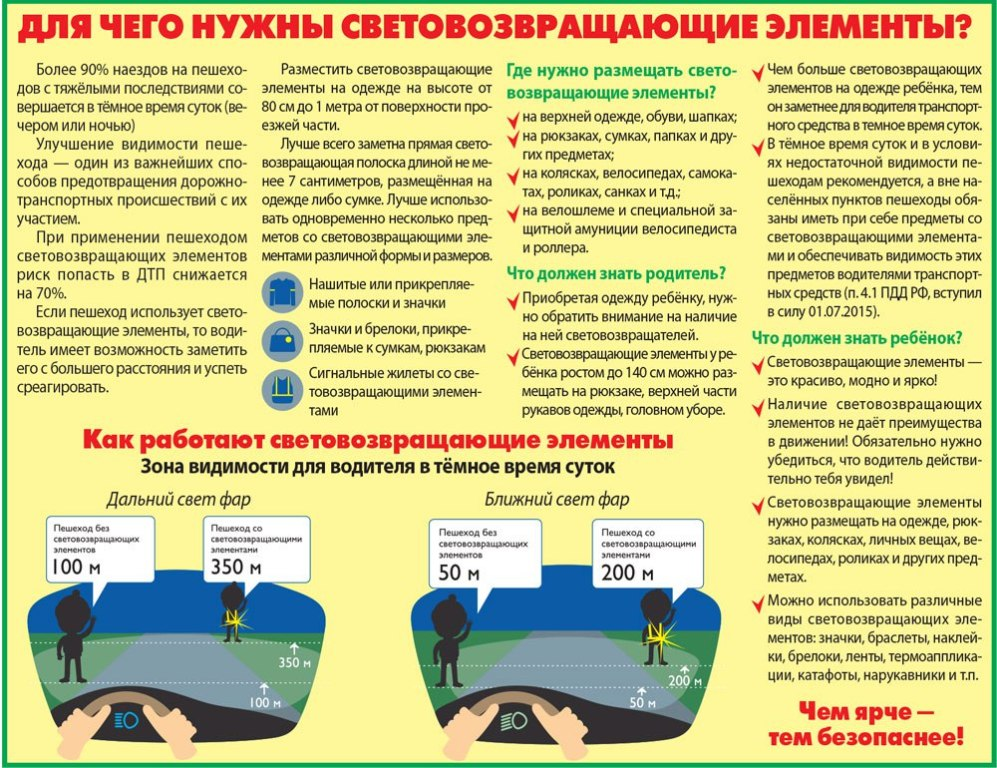 ДЛЯ ЧЕГО НУЖНЫ СВЕТОВОЗВРАЩАЮЩИЕ ЭЛЕМЕНТЫ?
Более 90% наездов на пешехо-
дов с тяжёлыми последствиями со-
вершается в тёмное время суток (ве-
чером или ночью)
Улучшение видимости пеше-
хода — один из важнейших спо-
собов предотвращения дорожно-
транспортных происшествий с их
участием.
При применении пешеходом
световозвращающих элементов
риск попасть в ДТП снижается
на 70%.
Если пешеход использует свето-
возвращающие элементы, то води-
тель имеет возможность заметить
его с большего расстояния и успеть
среагировать.
Разместить световозвращающие
элементы на одежде на высоте от
80 см до 1 метра от поверхности про-
езжей части.
Лучше всего заметна прямая свето-
возвращающая полоска длиной не ме-
нее 7 сантиметров, размещённая на
одежде либо сумке. Лучше использо-
вать одновременно несколько пред-
метов со световозвращающими эле-
ментами различной формы и размеров.
Нашитые или прикрепляе-
мые полоски и значки
Значки и брелоки, прикре-
пляемые к сумкам, рюкзакам
Сигнальные жилеты со све-
товозвращающими элемен-
тами
Где нужно размещать свето-
возвращающие элементы?
на верхней одежде, обуви, шапках;
на рюкзаках, сумках, папках и дру-
гих предметах;
на колясках, велосипедах, самока-
тах, роликах, санках и т.д.;
на велошлеме и специальной за-
щитной амуниции велосипедиста
и роллера.
Что должен знать родитель?
Приобретая одежду ребёнку, нуж-
но обратить внимание на наличие
на ней световозвращателей.
Световозвращающие элементы у ре-
бёнка ростом до 140 см можно раз-
мещать на рюкзаке, верхней части
рукавов одежды, головном уборе.
Чем больше световозвращающих
элементов на одежде ребёнка, тем
он заметнее для водителя транспорт-
ного средства в темное время суток.
В тёмное время суток и в услови-
ях недостаточной видимости пе-
шеходам рекомендуется, а вне на-
селённых пунктов пешеходы обя-
заны иметь при себе предметы со
световозвращающими элемента-
ми и обеспечивать видимость этих
предметов водителями транспорт-
ных средств (п. 4.1 ПДД РФ, вступил
в силу 01.07.2015).
Что должен знать ребёнок?
Световозвращающие элементы —
это красиво, модно и ярко!
Наличие световозвращающих
элементов не даёт преимущества
в движении! Обязательно нужно
убедиться, что водитель действи-
тельно тебя увидел!
Световозвращающие элементы
нужно размещать на одежде, рюк-
заках, колясках, личных вещах, ве-
лосипедах, роликах и других пред-
метах.
Можно использовать различные
виды световозвращающих элемен-
тов: значки, браслеты, наклей-
ки, брелоки, ленты, термоапплика-
ции, катафоты, нарукавники и т.п.
Чем ярче —
тем безопаснее!
Как работают световозвращающие элементы
Зона видимости для водителя в тёмное время суток
Дальний свет фар
Пешеход без
световозвращающих
элементов
100 м
Пешеход со
световозвращающими
элементами
350 м
350 м
100 м
Ближний свет фар
Пешеход без
световозвращающих
элементов
50 м
Пешеход со
световозвращающими
элементами
200 м
200 м
50 м